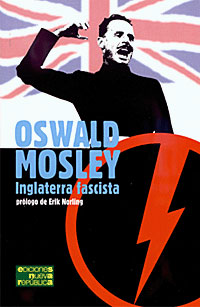 OSWALD
MOSLEY
Inglaterra fascista
prólogo de Erik Norling
ediciones
nueva
república